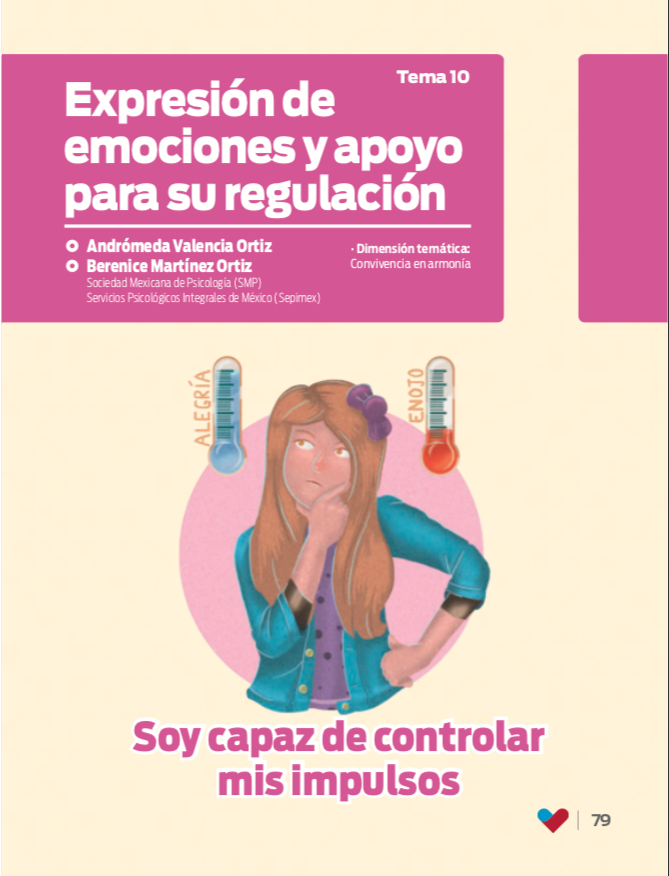 Tema 10
Expresión de
emociones y apoyo
para su regulación
Andrómeda Valencia Ortiz
Berenice Martínez Ortiz
Sociedad Mexicana de Psicología (SMP)
Servicios Psicológicos Integrales de México (Sepimex)
· Dimensión temática:
Convivencia en armonía
ALEGRÍA
ENOJO
Soy capaz de controlar
mis impulsos
79